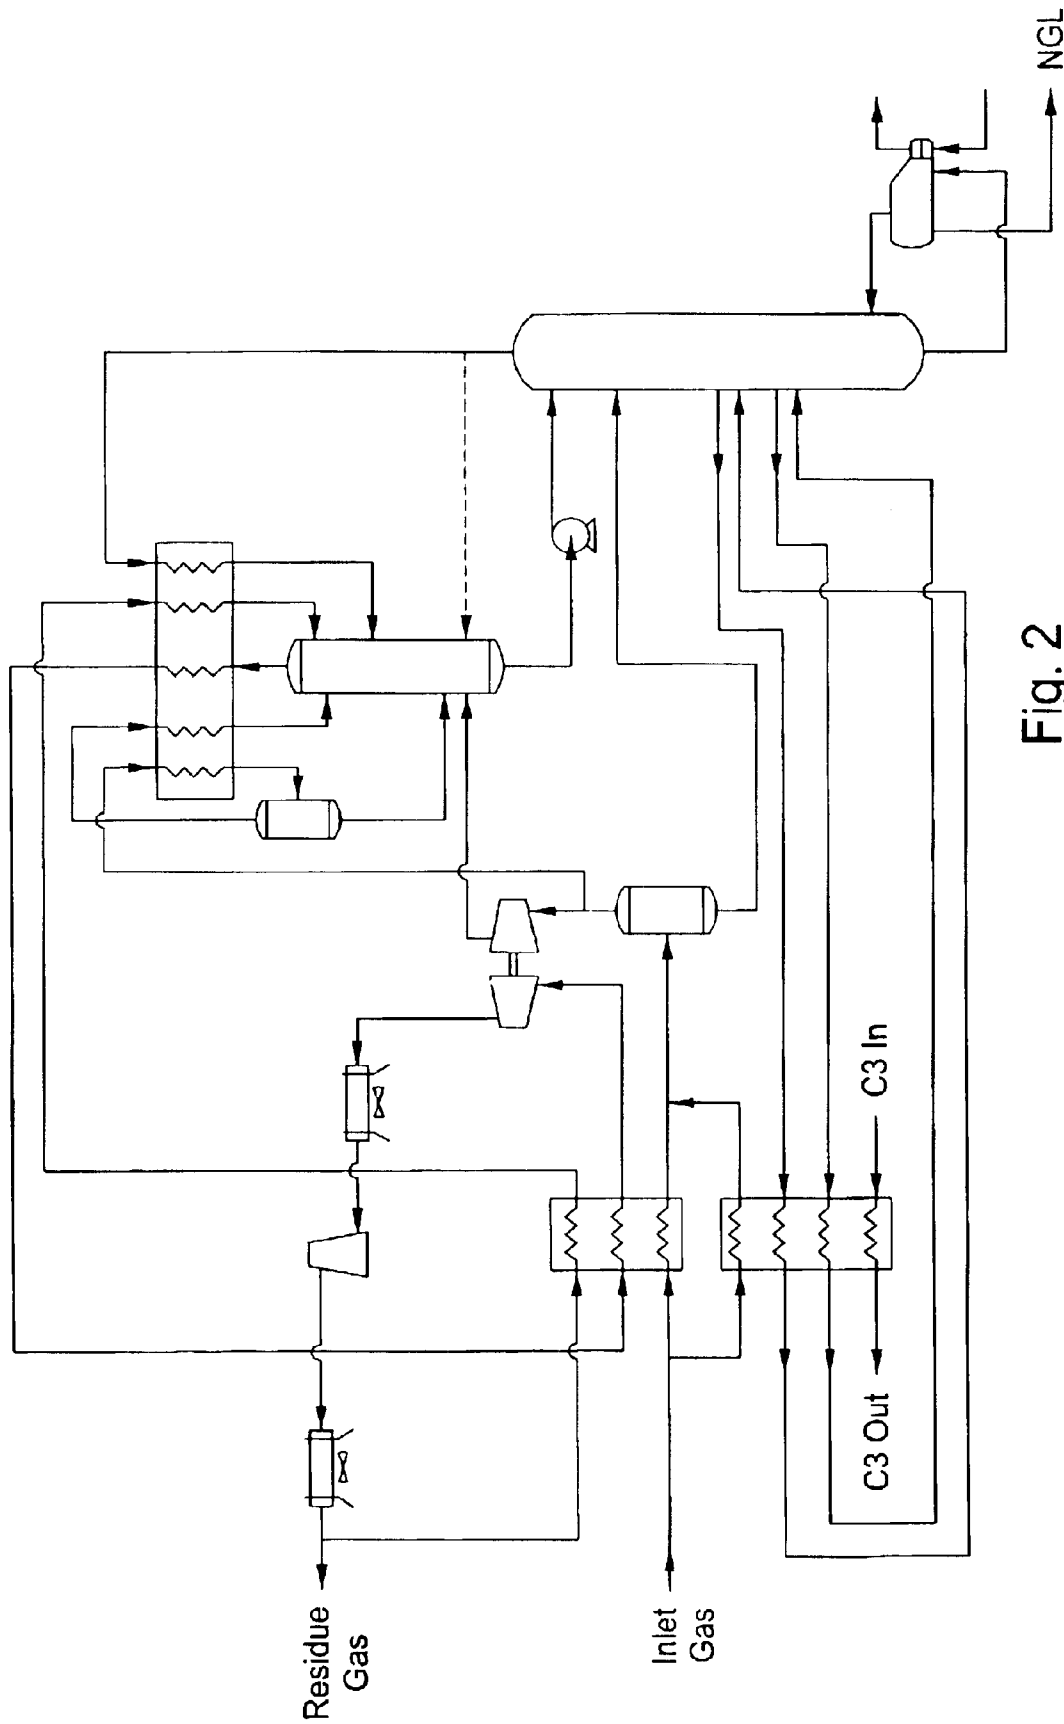 Residue
Gas
Inlet
Gas
C3 Out
C3 In
NGL
Fig. 2